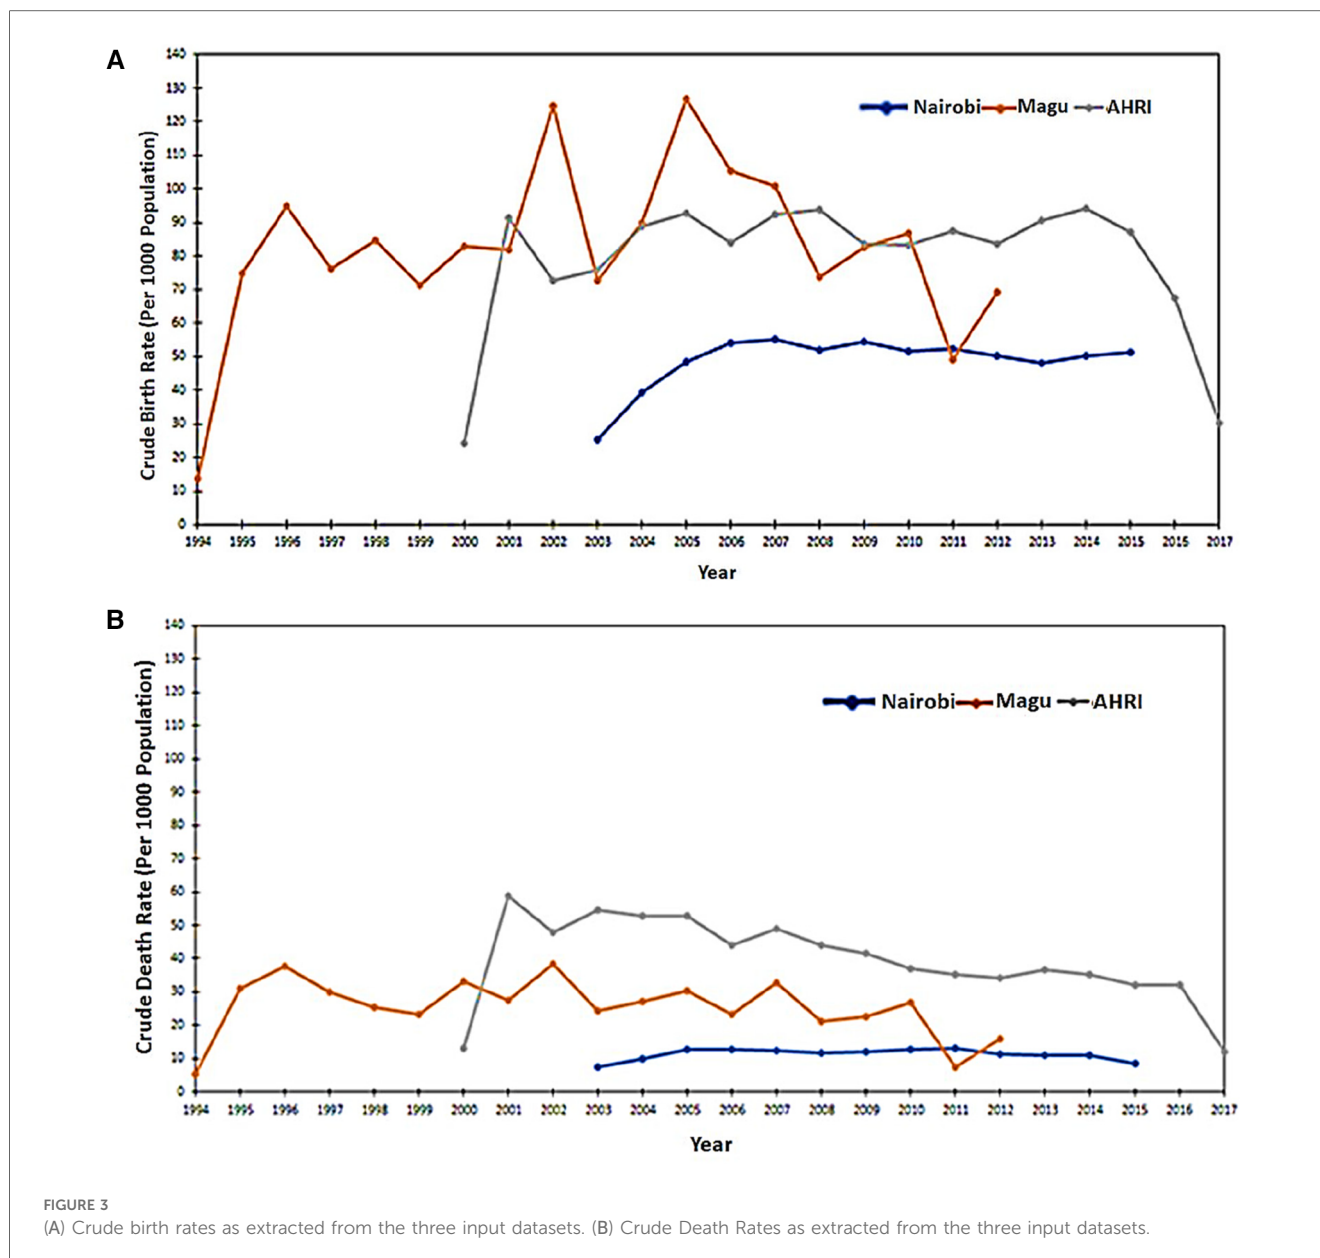 A
140
130
120
110
100
90
80
70
60
50
40
30
20
10
0
Crude Birth Rate (Per 1000 Population)
Nairobi Magu AHRI
1994 1995 1996 1997 1998 1999 2000 2001 2002 2003 2004 2005 2006 2007 2008 2009 2010 2011 2012 2013 2014 2015 2016 2017
Year
B
140
130
120
110
100
90
80
70
60
50
40
30
20
10
0
Crude Death Rate (Per 1000 Population)
Nairobi Magu AHRI
1994 1995 1996 1997 1998 1999 2000 2001 2002 2003 2004 2005 2006 2007 2008 2009 2010 2011 2012 2013 2014 2015 2016 2017
Year
FIGURE 3
(A) Crude birth rates as extracted from the three input datasets. (B) Crude Death Rates as extracted from the three input datasets.